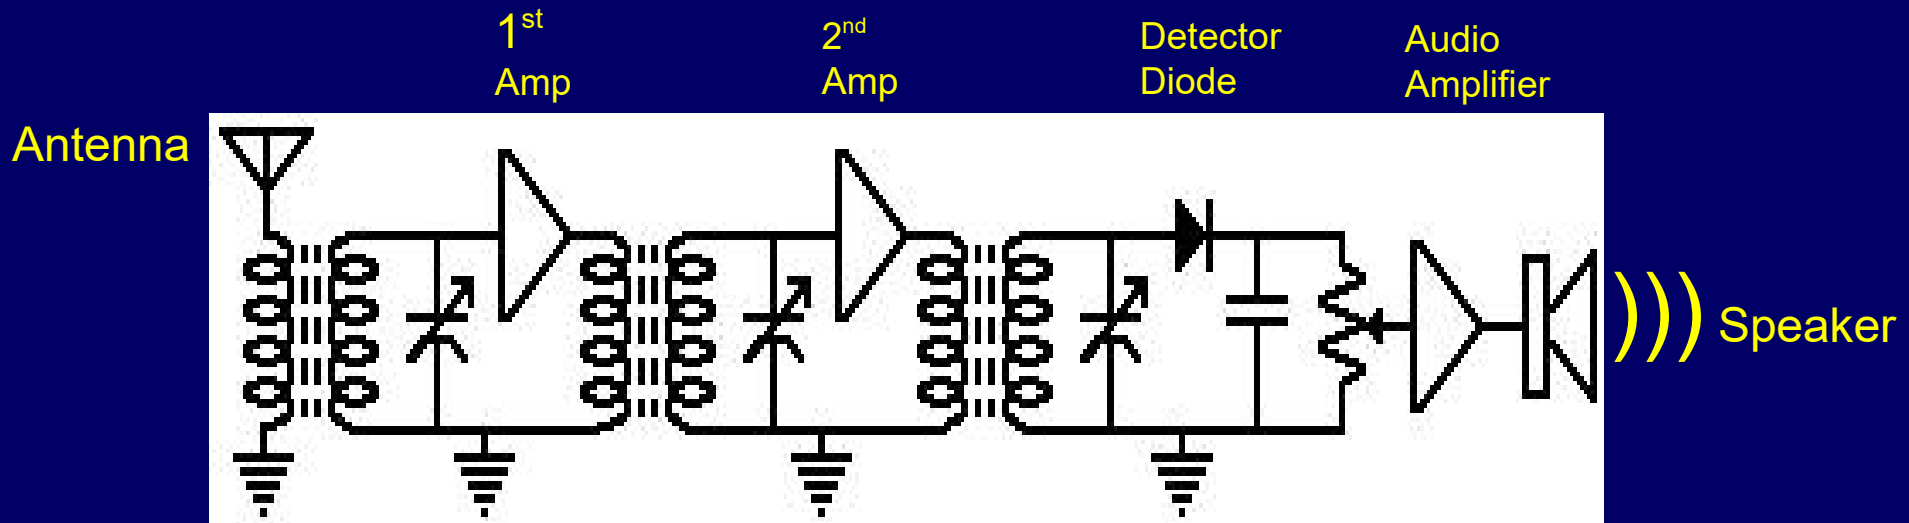 1st
Amp
2nd
Amp
Detector
Diode
Audio
Amplifier
Antenna
Speaker